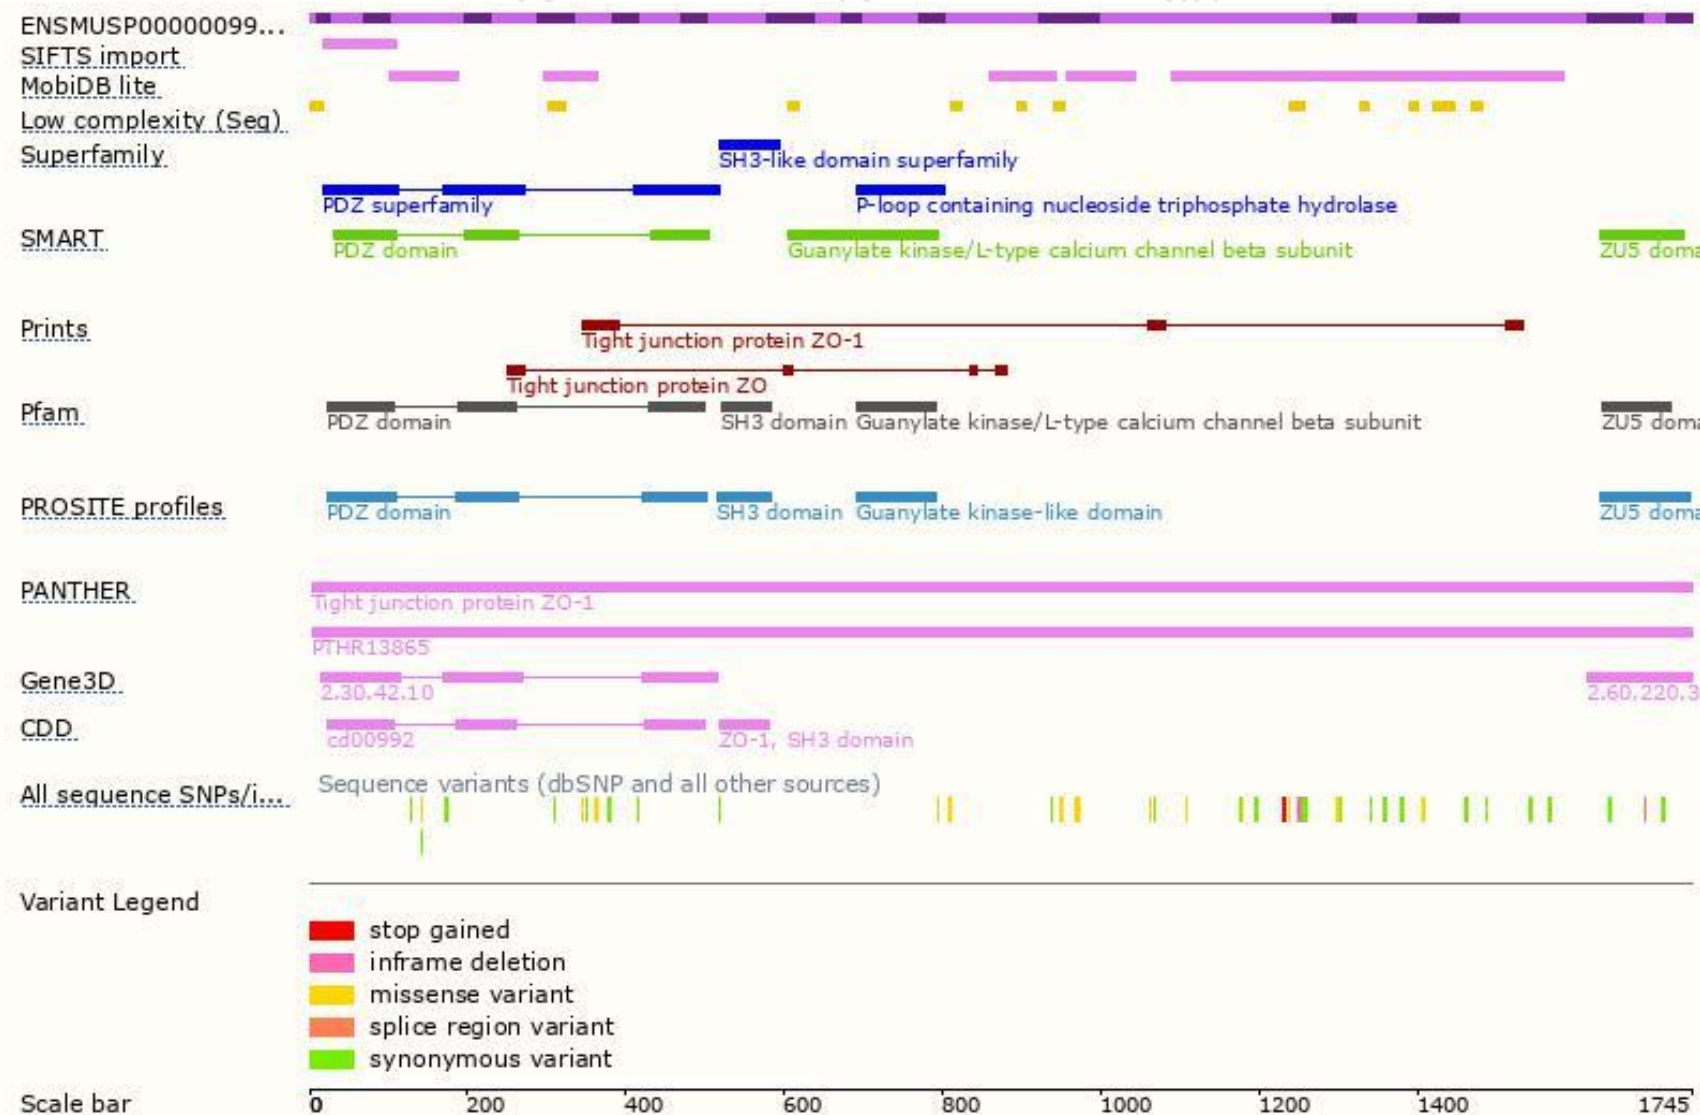 ENSMUSP00000099...
SIFTS import
MobiDB lite
Low complexity (Seg)
Superfamily
SH3-like domain superfamily
PDZ superfamily P-loop containing nucleoside triphosphate hydrolase
SMART
PDZ domain Guanylate kinase/L-type calcium channel beta subunit ZU5 doma
Prints
Tight junction protein ZO-1
Tight junction protein ZO
Pfam
PDZ domain SH3 domain Guanylate kinase/L-type calcium channel beta subunit ZU5 doma
PROSITE profiles
PDZ domain SH3 domain Guanylate kinase-like domain ZU5 doma
PANTHER
Tight junction protein ZO-1
PTHR13865
Gene3D
2.30.42.10 2.60.220.3
CDD
cd00992 ZO-1, SH3 domain
Sequence variants (dbSNP and all other sources)
All sequence SNPs/i...
Variant Legend
stop gained
inframe deletion
missense variant
splice region variant
synonymous variant
Scale bar 0 200 400 600 800 1000 1200 1400 1745